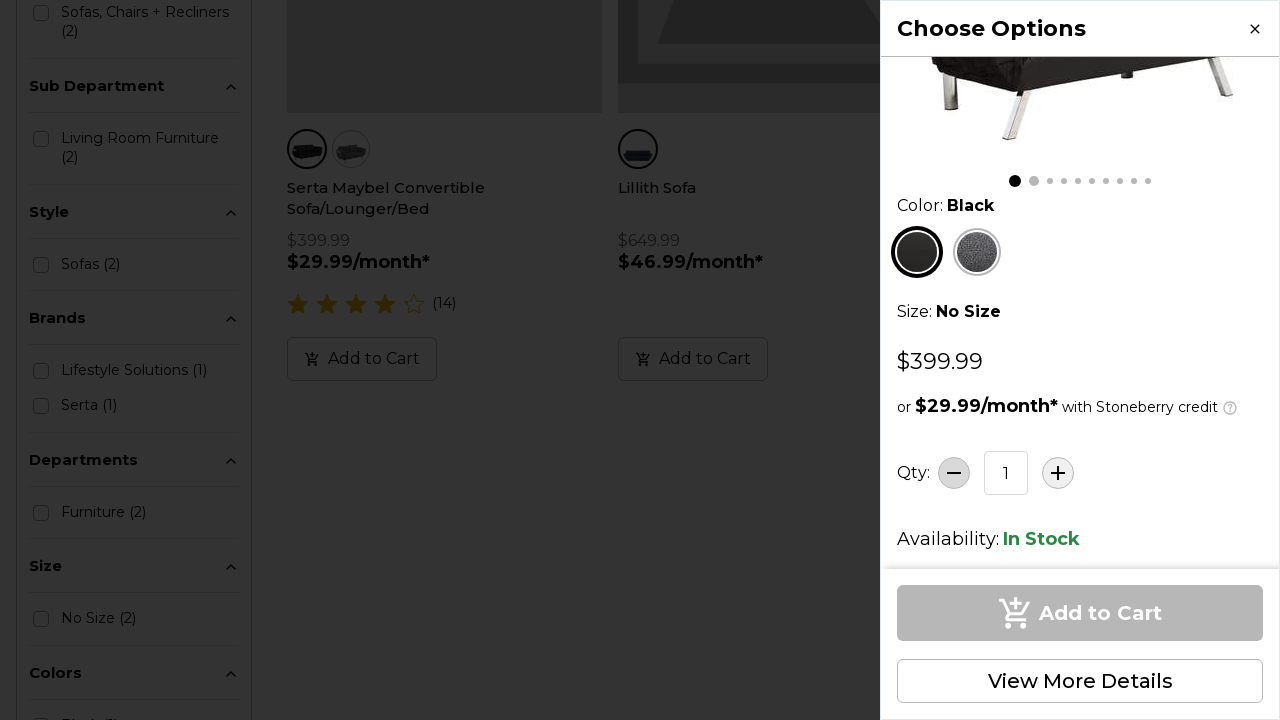 Sofas, Chairs + Recliners
(2)
Sub Department
Living Room Furniture
(2)
Style
Sofas (2)
Brands
Lifestyle Solutions (1)
Serta (1)
Departments
Furniture (2)
Size
No Size (2)
Colors
Serta Maybel Convertible
Sofa/Lounger/Bed
$399.99
$29.99/month*
(14)
Add to Cart
Lillith Sofa
$649.99
$46.99/month*
Add to Cart
Choose Options
Color: Black
Size: No Size
$399.99
or $29.99/month* with Stoneberry credit
Qty: 1
Availability: In Stock
Add to Cart
View More Details